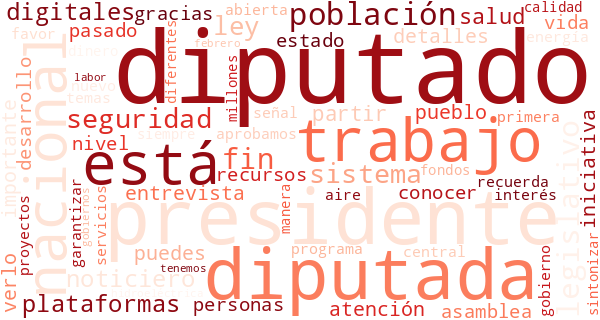 digitales
gracias
población
abierta
calidad
favor
pasado
ley
salud
vida
diputado
estado
detalles
energía
dinero
febrero
labor
nuevo
temas
diferentes
millones
importante
desarrollo
nacional
seguridad
señal
partir
pueblo
primera
siempre
aprobamos
nivel
está
fin
trabajo
legislativo
iniciativa
recursos
sistema
fondos
recuerda
entrevista
aire
conocer
interés
garantizar
gobiernos
servicios
manera
presidente
proyectos
verlo
puedes
programa
central
gobierno
sintonizar
noticiero
tenemos
diputada
plataformas
personas
atención
asamblea